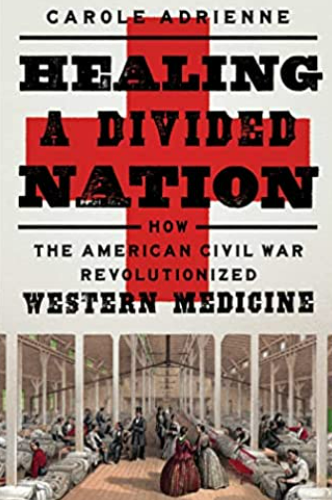 CAROLE ADRIENNE
HEALING
A DIVIDED
NATION
HOW
THE AMERICAN CIVIL WAR
REVOLUTIONIZED
WESTERN MEDICINE